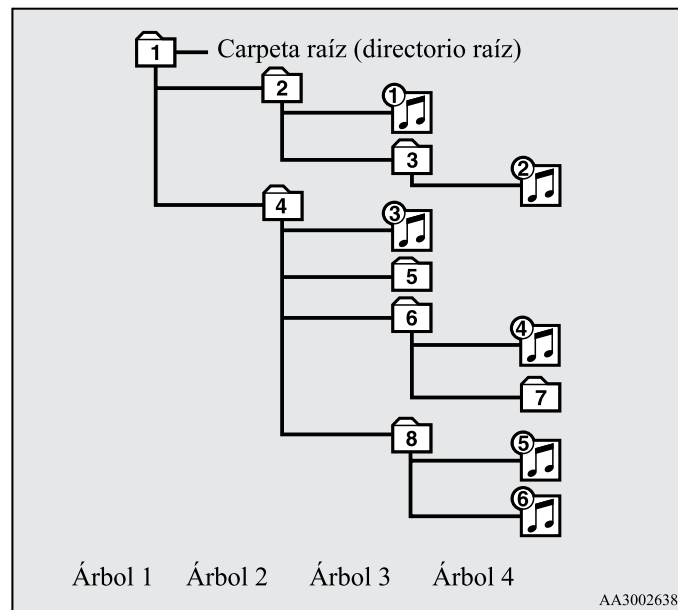 1 Carpeta raíz (directorio raíz)
2 ①
3 ②
4 ③
5
6 ④
7
8 ⑤
⑥
Árbol 1 Árbol 2 Árbol 3 Árbol 4
AA3002638